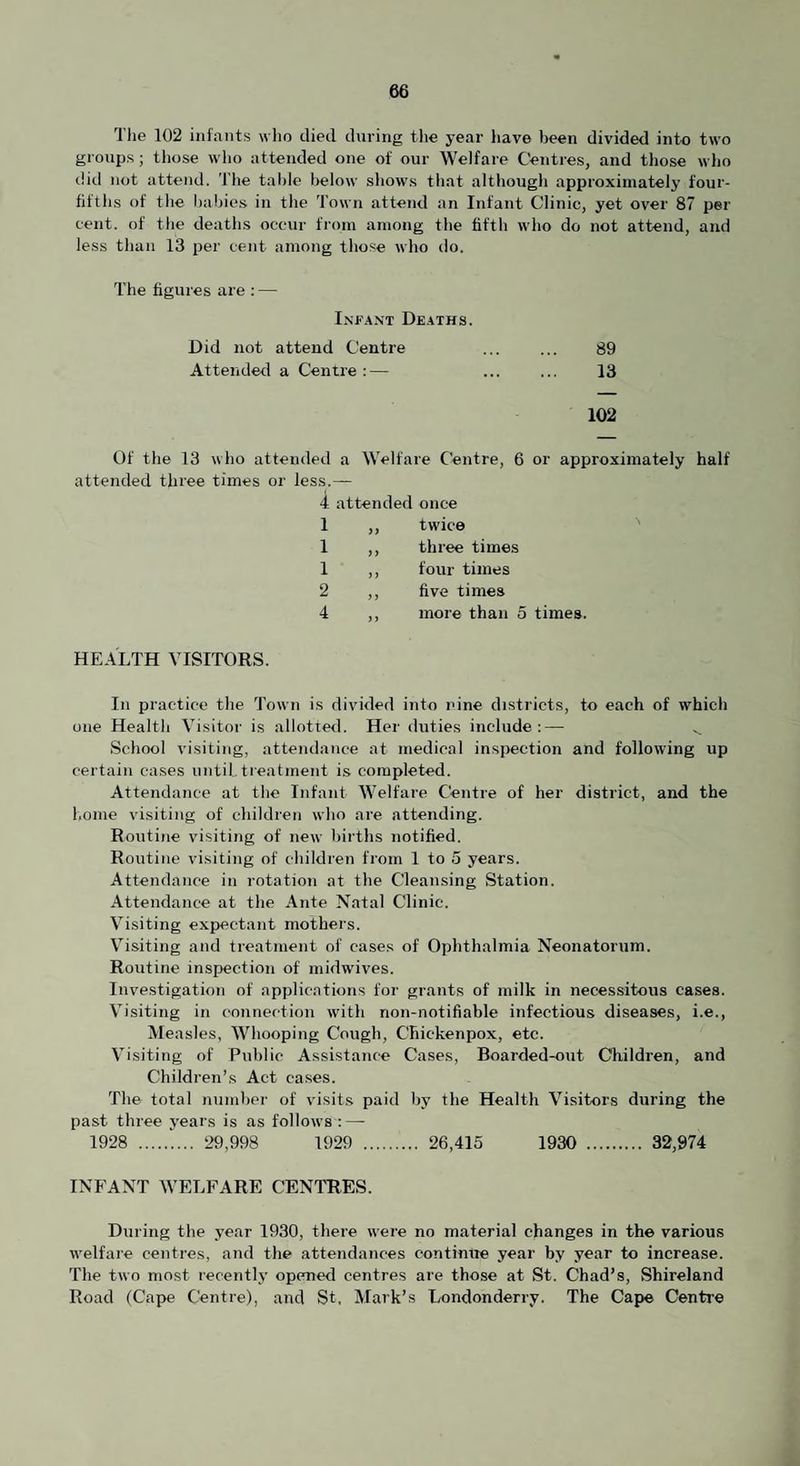 66
The 102 infants who died during the year have been divided into two
groups; those who attended one of our Welfare Centres, and those who
did not attend. The table below shows that although approximately four-
fifths of the babies in the Town attend an Infant Clinic, yet over 87 per
cent. of the deaths occur from among the fifth who do not attend, and
less than 13 per cent among those who do.
The figures are :—
INFANT DEATHS.
Did not attend Centre ... ... 89
Attended a Centre :— ... ... 13
102
Of the 13 who attended a Welfare Centre, 6 or approximately half
attended three times or less.—
4 attended once
1 ,, twice
1 ,, three times
1 ,, four times
2 ,, five times
4 ,, more than 5 times.
HEALTH VISITORS.
In practice the Town is divided into nine districts, to each of which
one Health Visitor is allotted. Her duties include :—
School visiting, attendance at medical inspection and following up
certain cases until treatment is completed.
Attendance at the Infant Welfare Centre of her district, and the
home visiting of children who are attending.
Routine visiting of new births notified.
Routine visiting of children from 1 to 5 years.
Attendance in rotation at the Cleansing Station.
Attendance at the Ante Natal Clinic.
Visiting expectant mothers.
Visiting and treatment of cases of Ophthalmia Neonatorum.
Routine inspection of midwives.
Investigation of applications for grants of milk in necessitous cases.
Visiting in connection with non-notifiable infectious diseases, i.e.,
Measles, Whooping Cough, Chickenpox, etc.
Visiting of Public Assistance Cases, Boarded-out Children, and
Children's Act cases.
The total number of visits paid by the Health Visitors during the
past three years is as follows :—
1928 .......... 29,998 1929 .......... 26,415 1930 .......... 32,974
INFANT WELFARE CENTRES.
During the year 1930, there were no material changes in the various
welfare centres, and the attendances continue year by year to increase.
The two most recently opened centres are those at St. Chad's, Shireland
Road (Cape Centre), and St. Mark's Londonderry. The Cape Centre